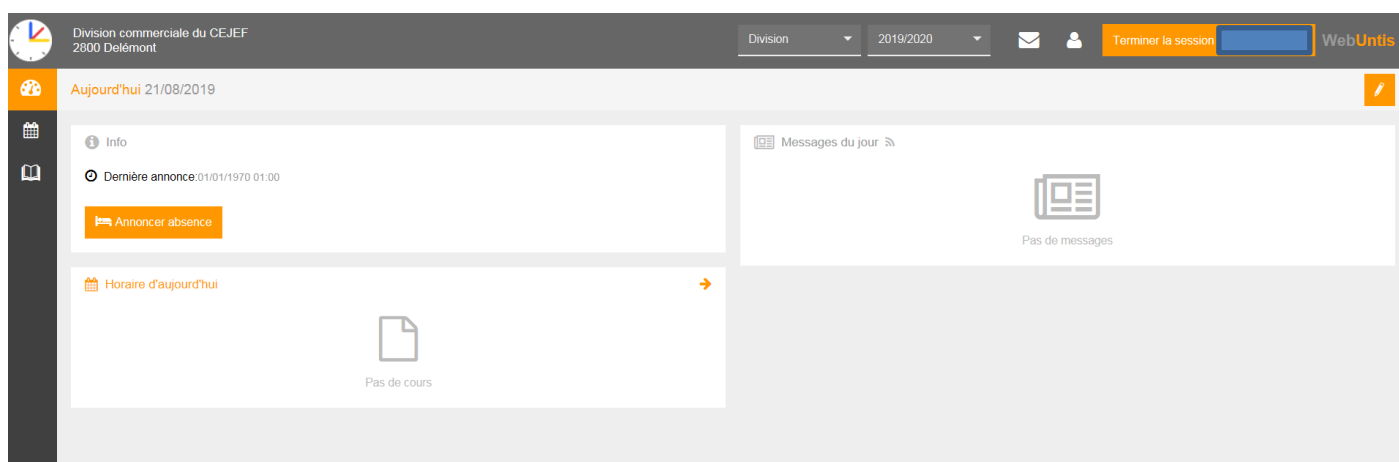 Division commerciale du CEJEF
2800 Delémont
Division
2019/2020
Terminer la session
WebUntis
Aujourd'hui 21/08/2019
Info
Dernière annonce:01/01/1970 01:00
Annoncer absence
Horaire d'aujourd'hui
Pas de cours
Messages du jour
Pas de messages